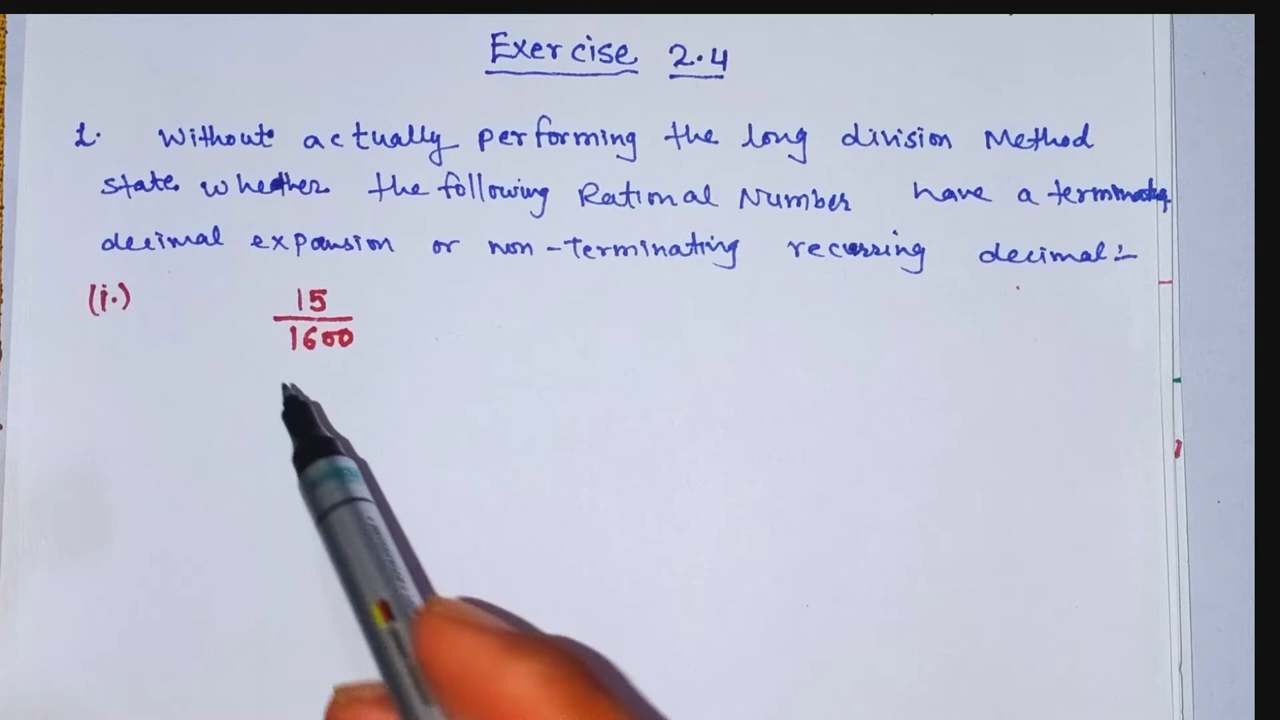 Exercise 2.4
1. Without actually performing the long division Method
state whether the following Rational Number have a terminating
decimal expansion or non-terminating recurring decimal:-
(i.) 15
1600